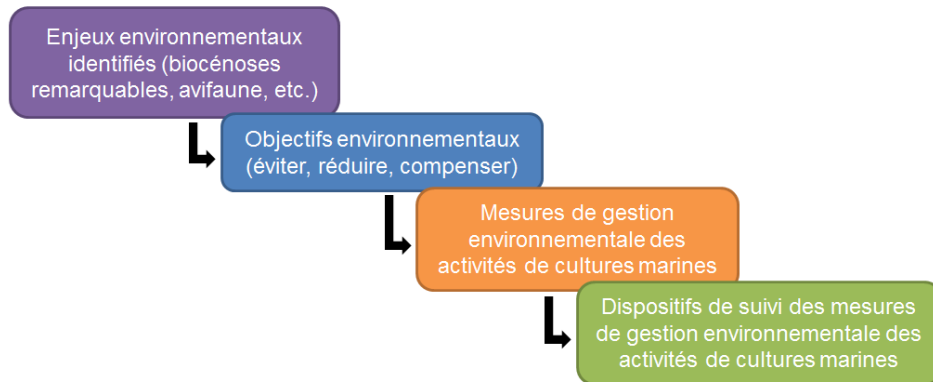 Enjeux environnementaux
identifiés (biocénoses
remarquables, avifaune, etc.)
Objectifs environnementaux
(éviter, réduire, compenser)
Mesures de gestion
environnementale des
activités de cultures marines
Dispositifs de suivi des mesures
de gestion environnementale des
activités de cultures marines